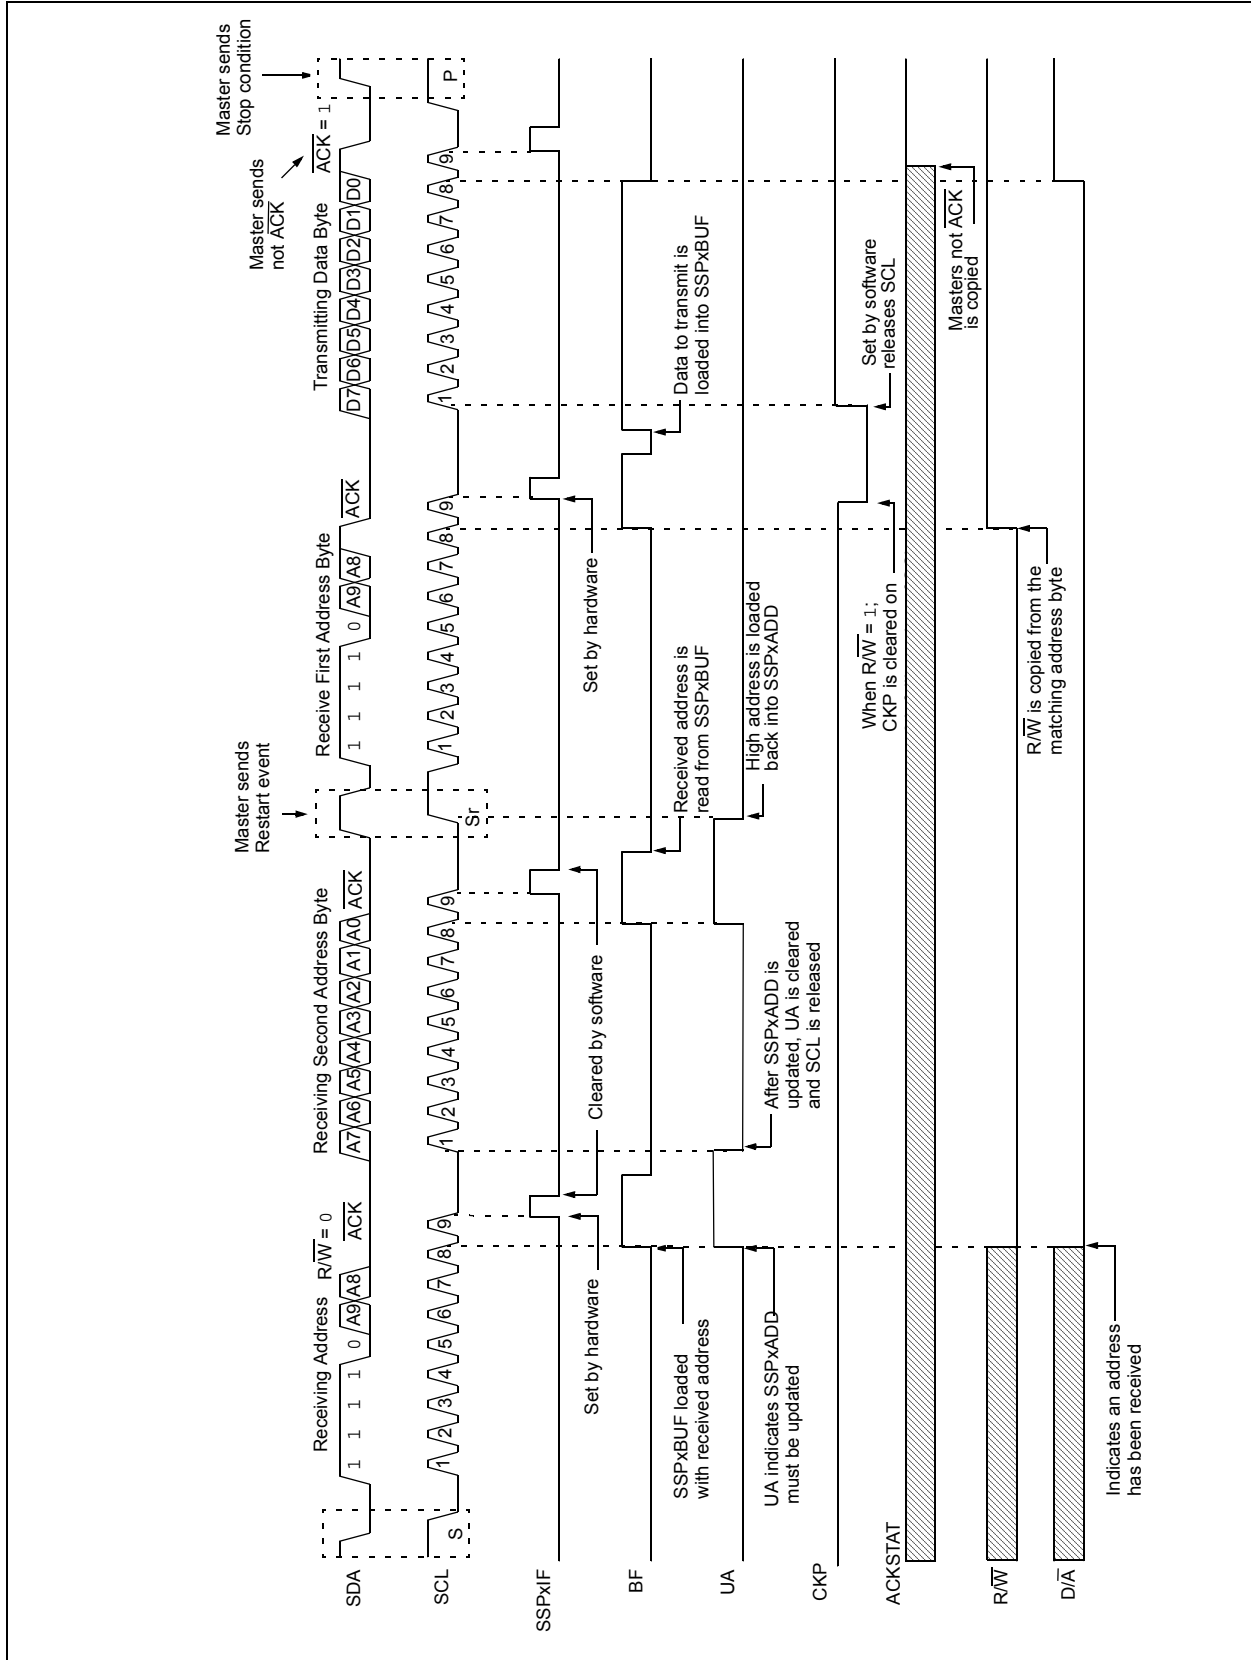 Master sends
Stop condition
Master sends
not ACK
ACK = 1
Master sends
Restart event
Receiving Address R/W = 0
Receiving Second Address Byte
Receive First Address Byte
Transmitting Data Byte
SDA
1 1 1 1 0 A9 A8 ACK
A7 A6 A5 A4 A3 A2 A1 A0 ACK
1 1 1 1 0 A9 A8 ACK
D7 D6 D5 D4 D3 D2 D1 D0
SCL
S 1 2 3 4 5 6 7 8 9
1 2 3 4 5 6 7 8 9
Sr 1 2 3 4 5 6 7 8 9
1 2 3 4 5 6 7 8 9 P
SSPxIF
Set by hardware
Cleared by software
Set by hardware
BF
SSPxBUF loaded
with received address
Received address is
read from SSPxBUF
Data to transmit is
loaded into SSPxBUF
UA
UA indicates SSPxADD
must be updated
After SSPxADD is
updated, UA is cleared
and SCL is released
High address is loaded
back into SSPxADD
CKP
When R/W = 1;
CKP is cleared on
Set by software
releases SCL
ACKSTAT
Masters not ACK
is copied
R/W
R/W is copied from the
matching address byte
D/A
Indicates an address
has been received